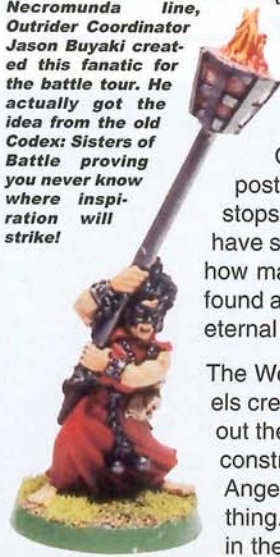 Necromunda line,
Outrider Coordinator
Jason Buyaki creat-
ed this fanatic for
the battle tour. He
actually got the
idea from the old
Codex: Sisters of
Battle proving
you never know
where inspi-
ration will
strike!
post
stops
have s
how ma
found a
eternal
The Wo
els cre
out the
constr
Ange
thing,
in the